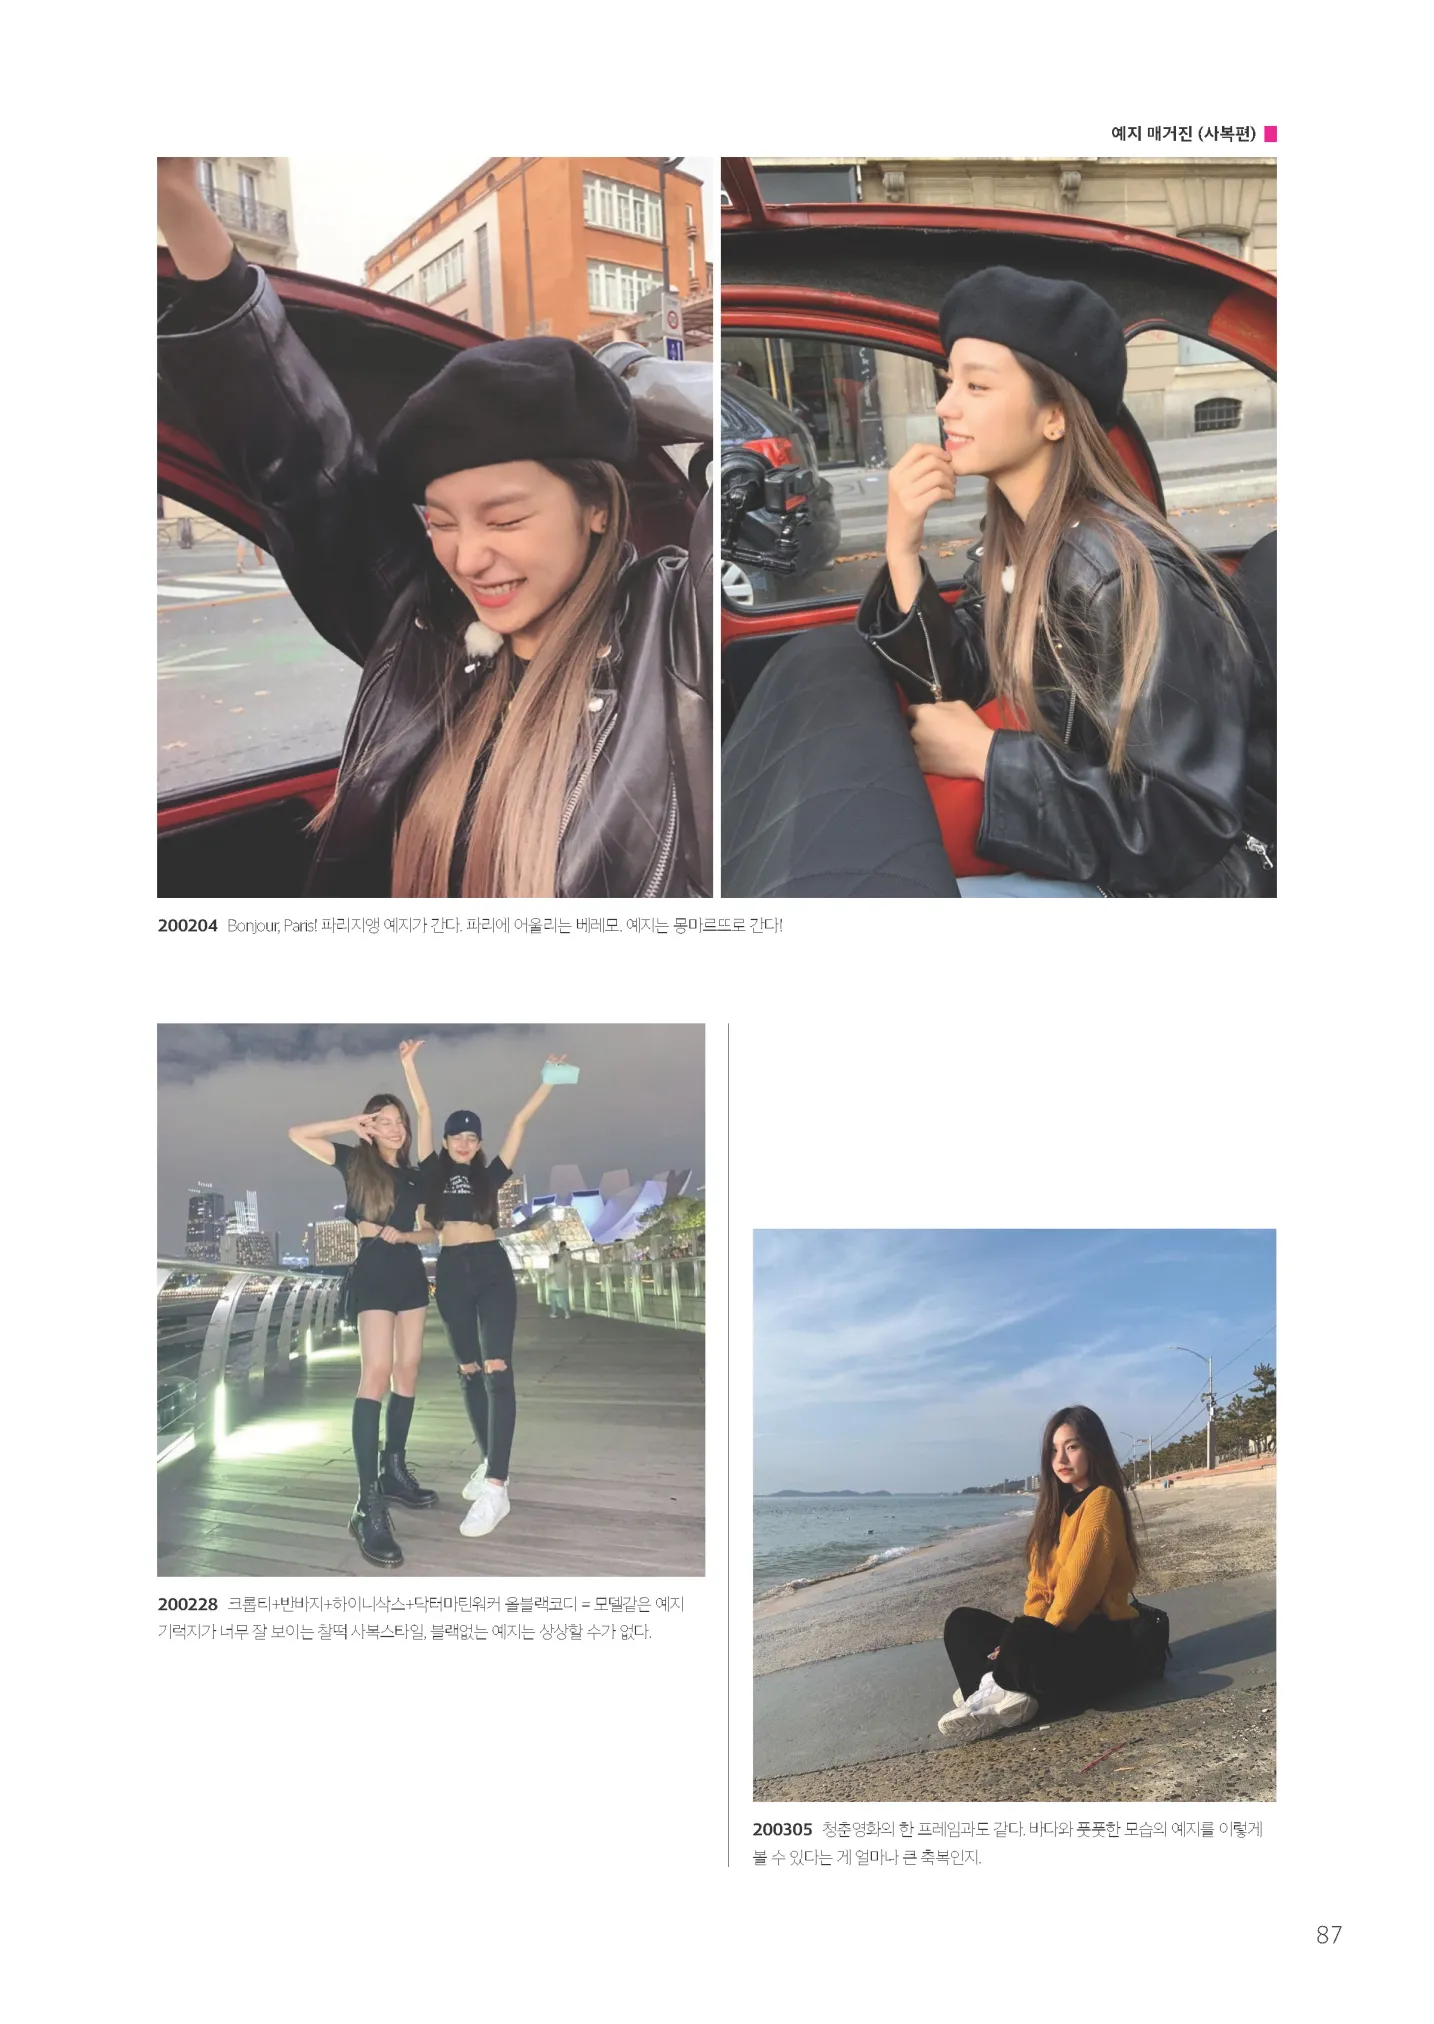 예지 매거진 (사복편)
200204 Bonjour, Paris! 파리지앵 예지가 간다. 파리에 어울리는 베레모. 예지는 몽마르뜨로 간다!
200228 크롭티+반바지+하이니삭스+닥터마틴워커 올블랙코디 = 모델같은 예지
기럭지가 너무 잘 보이는 찰떡 사복스타일, 블랙없는 예지는 상상할 수가 없다.
200305 청춘영화의 한 프레임과도 같다. 바다와 풋풋한 모습의 예지를 이렇게
볼 수 있다는 게 얼마나 큰 축복인지.
87